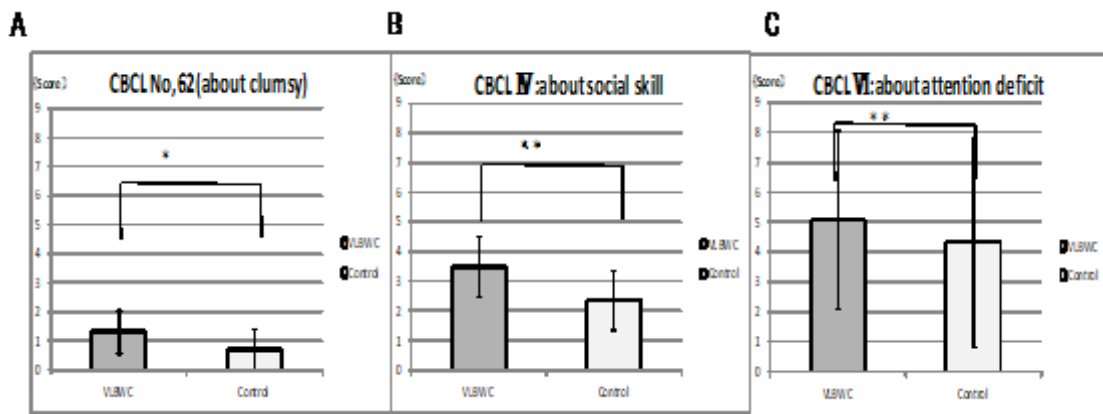 A
B
C
(Score)
CBCL No,62(about clumsy)
9
8
7
6
5
4
3
2
1
0
*
VLBWC
Control
VLBWC
Control
(Score)
CBCL Ⅳ:about social skill
9
8
7
6
5
4
3
2
1
0
**
VLBWC
Control
VLBWC
Control
(Score)
CBCL Ⅵ:about attention deficit
9
8
7
6
5
4
3
2
1
0
**
VLBWC
Control
VLBWC
Control